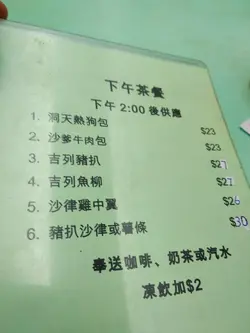 下午茶餐
下午 2:00 後供應
1. 洞天熱狗包 $23
2. 沙爹牛肉包 $23
3. 吉列豬扒 $27
4. 吉列魚柳 $27
5. 沙律雞中翼 $26
6. 豬扒沙律或薯條 $30
奉送咖啡、奶茶或汽水
凍飲加$2